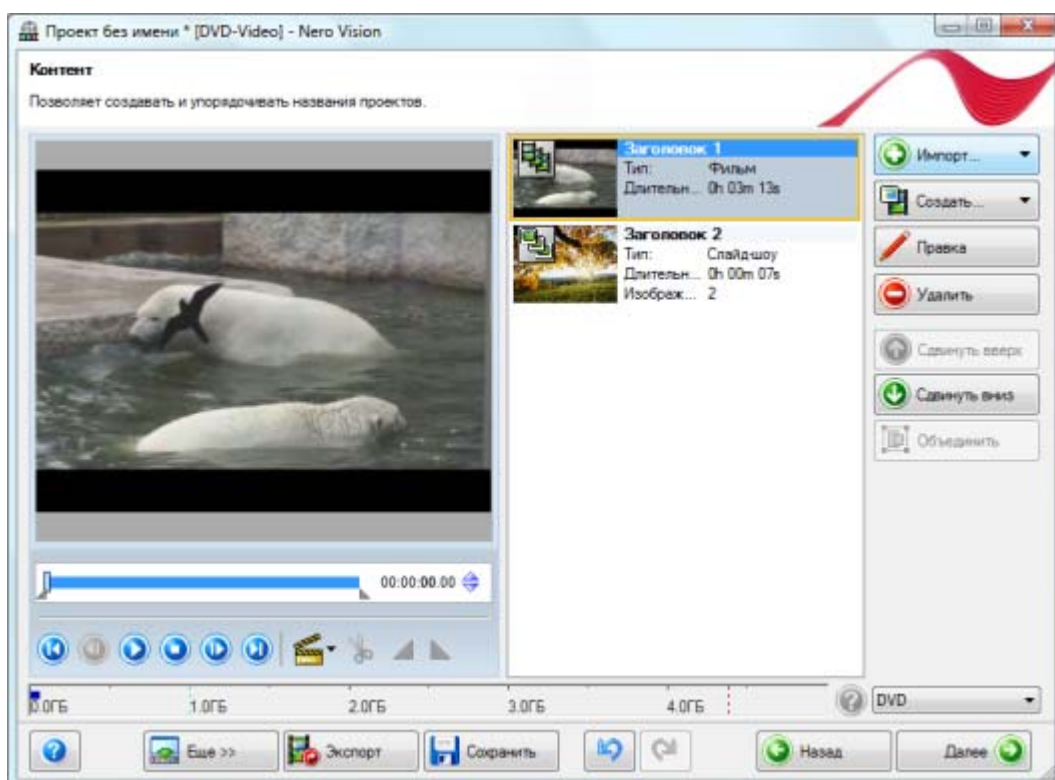 Проект без имени * [DVD-Video] - Nero Vision
Контент
Позволяет создавать и упорядочивать названия проектов.
Заголовок 1
Тип: Фильм
Длительн... 0h 03m 13s
Заголовок 2
Тип: Слайд-шоу
Длительн... 0h 00m 07s
Изображ... 2
Импорт...
Создать...
Правка
Удалить
Сдвинуть вверх
Сдвинуть вниз
Объединить
00:00:00.00
0.0ГБ 1.0ГБ 2.0ГБ 3.0ГБ 4.0ГБ
DVD
Еще >> Экспорт Сохранить Назад Далее